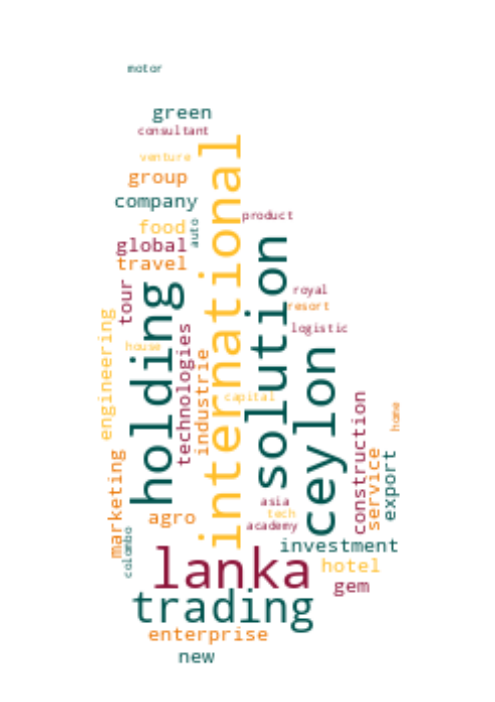 motor
green
consultant
venture
group
company
food
auto
product
global
travel
tour
international
holding
solution
royal
resort
logistic
engineering
house
technologies
industrie
ceylon
capital
construction
home
marketing
service
export
asia
tech
agro
academy
colombo
investment
lanka
hotel
gem
trading
enterprise
new